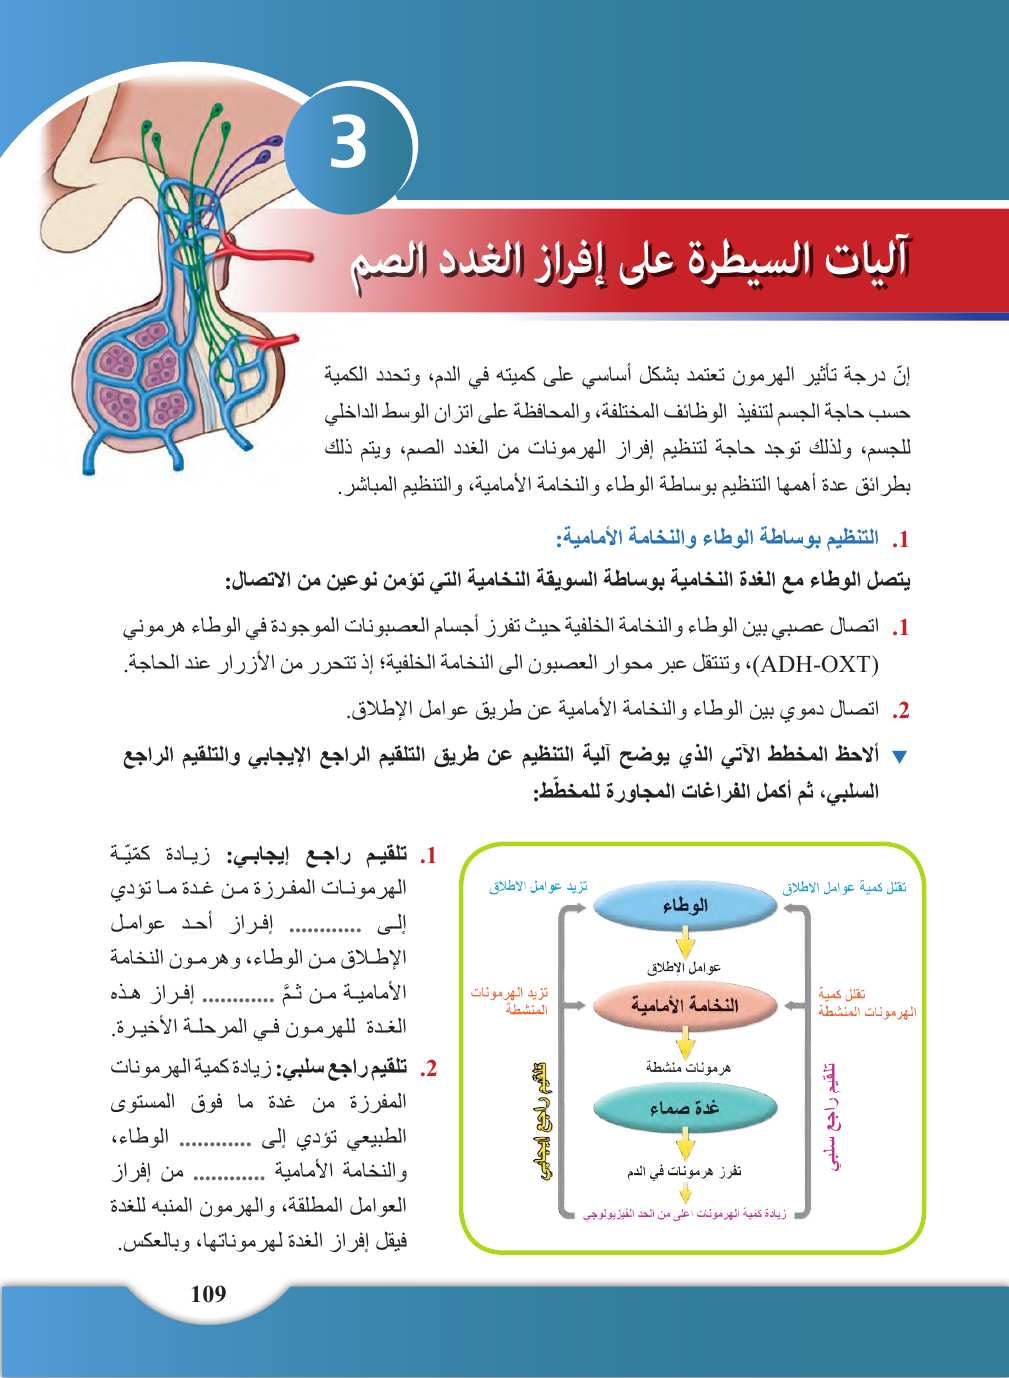 3
آليات السيطرة على إفراز الغدد الصم
إنّ درجة تأثير الهرمون تعتمد بشكل أساسي على كميته في الدم، وتحدد الكمية
حسب حاجة الجسم لتنفيذ الوظائف المختلفة، والمحافظة على اتزان الوسط الداخلي
للجسم، ولذلك توجد حاجة لتنظيم إفراز الهرمونات من الغدد الصم، ويتم ذلك
بطرائق عدة أهمها التنظيم بوساطة الوطاء والنخامة الأمامية، والتنظيم المباشر.
1. التنظيم بوساطة الوطاء والنخامة الأمامية:
يتصل الوطاء مع الغدة النخامية بوساطة السويقة النخامية التي تؤمن نوعين من الاتصال:
1. اتصال عصبي بين الوطاء والنخامة الخلفية حيث تفرز أجسام العصبونات الموجودة في الوطاء هرموني
(ADH-OXT)، وتنتقل عبر محوار العصبون الى النخامة الخلفية؛ إذ تتحرر من الأزرار عند الحاجة.
2. اتصال دموي بين الوطاء والنخامة الأمامية عن طريق عوامل الإطلاق.
▼ ألاحظ المخطط الآتي الذي يوضح آلية التنظيم عن طريق التلقيم الراجع الإيجابي والتلقيم الراجع
السلبي، ثم أكمل الفراغات المجاورة للمخطّط:
تقلل كمية عوامل الاطلاق
تزيد عوامل الاطلاق
الوطاء
عوامل الاطلاق
تقلل كمية
الهرمونات المنشطة
تزيد الهرمونات
المنشطة
النخامة الأمامية
هرمونات منشطة
غدة صماء
تلقيم راجع سلبي
تلقيم راجع إيجابي
تفرز هرمونات في الدم
زيادة كمية الهرمونات اعلى من الحد الفيزيولوجي
1. تلقيم راجع إيجابي: زيادة كمّيّة
الهرمونات المفرزة من غدة ما تؤدي
إلى ............ إفراز أحد عوامل
الإطلاق من الوطاء، وهرمون النخامة
الأمامية من ثمَّ ............ إفراز هذه
الغدة للهرمون في المرحلة الأخيرة.
2. تلقيم راجع سلبي: زيادة كمية الهرمونات
المفرزة من غدة ما فوق المستوى
الطبيعي تؤدي إلى ............ الوطاء،
والنخامة الأمامية ............ من إفراز
العوامل المطلقة، والهرمون المنبه للغدة
فيقل إفراز الغدة لهرموناتها، وبالعكس.
109